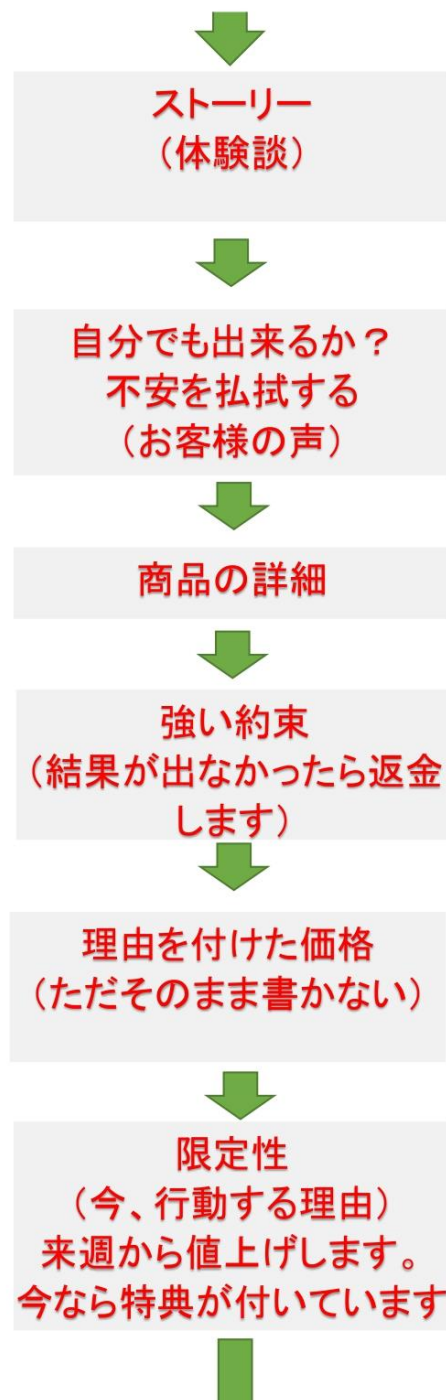 ストーリー
（体験談）
自分でも出来るか？
不安を払拭する
（お客様の声）
商品の詳細
強い約束
（結果が出なかったら返金
します）
理由を付けた価格
（ただそのまま書かない）
限定性
（今、行動する理由）
来週から値上げします。
今なら特典が付いています